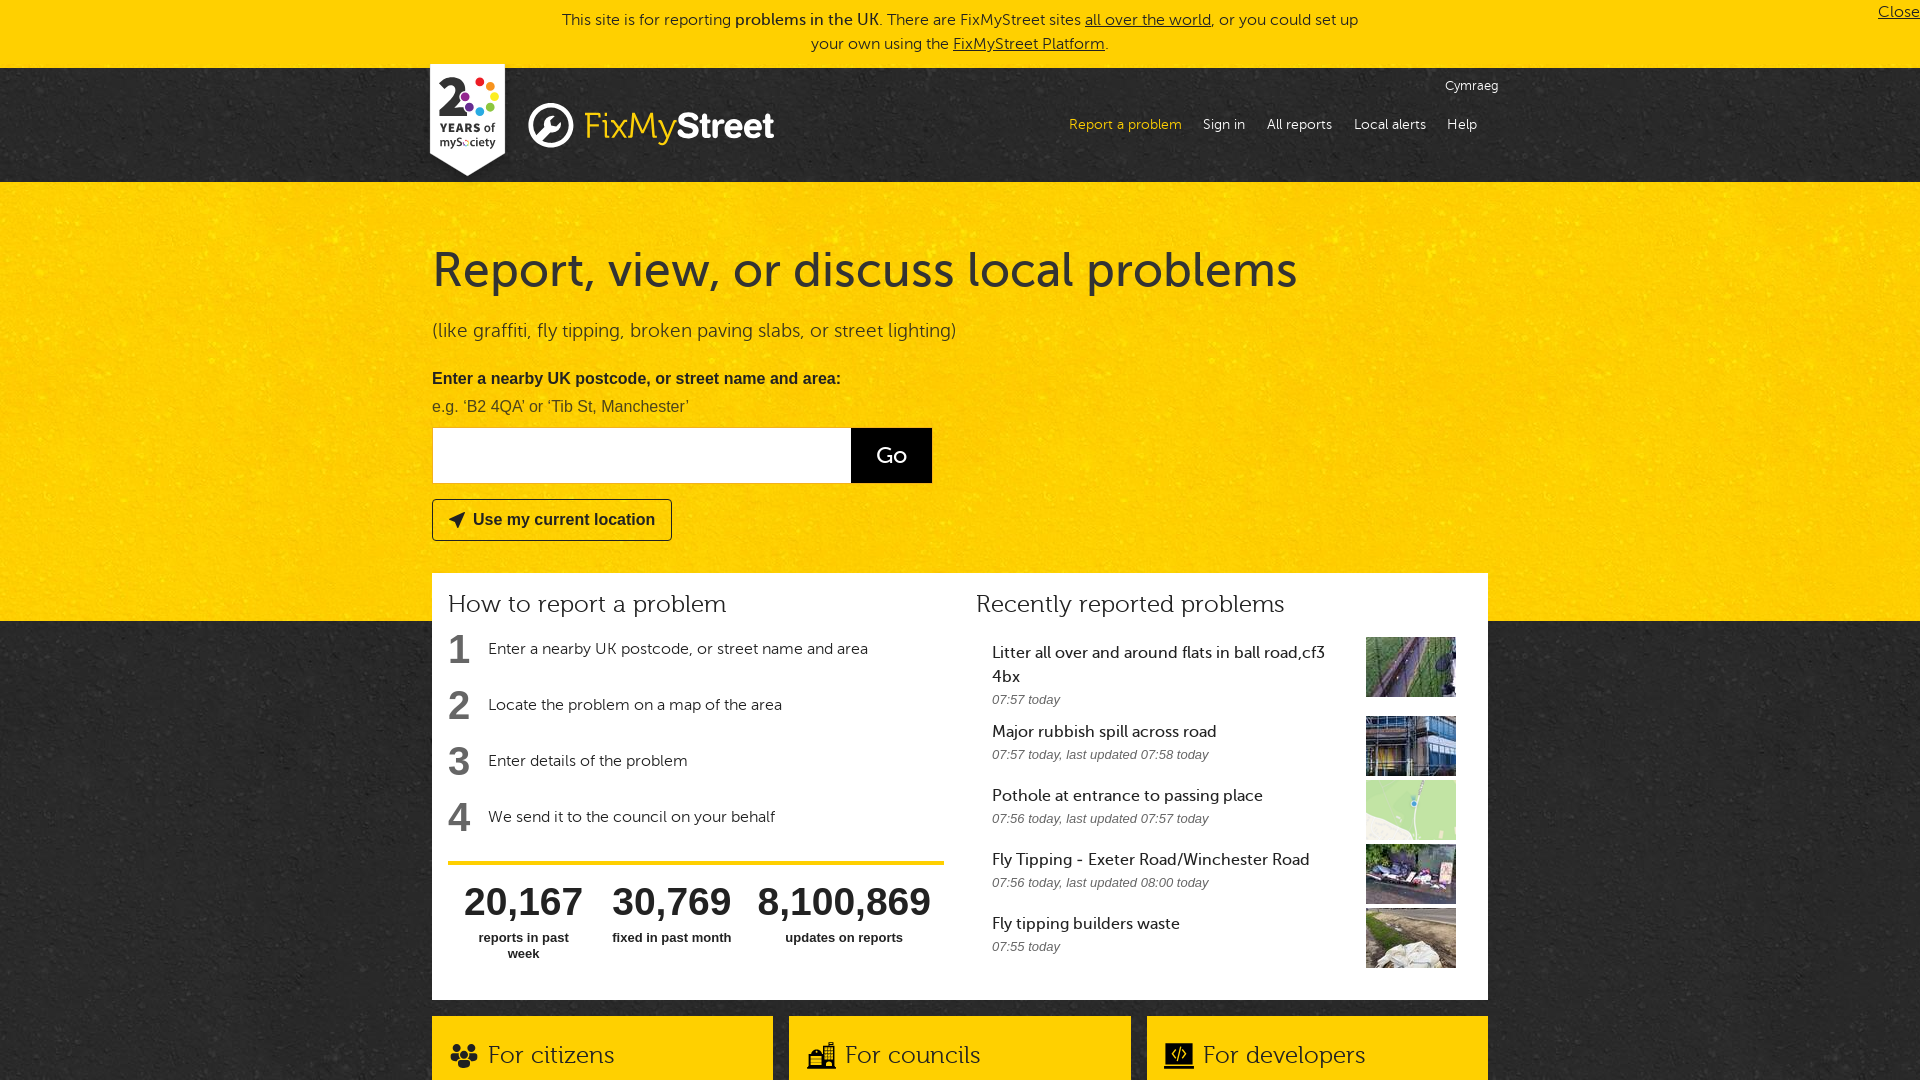 This site is for reporting problems in the UK. There are FixMyStreet sites all over the world, or you could set up
your own using the FixMyStreet Platform.
Close
20
YEARS of
mySociety
FixMyStreet
Cymraeg
Report a problem
Sign in
All reports
Local alerts
Help
Report, view, or discuss local problems
(like graffiti, fly tipping, broken paving slabs, or street lighting)
Enter a nearby UK postcode, or street name and area:
e.g. ‘B2 4QA’ or ‘Tib St, Manchester’
Go
Use my current location
How to report a problem
1 Enter a nearby UK postcode, or street name and area
2 Locate the problem on a map of the area
3 Enter details of the problem
4 We send it to the council on your behalf
20,167
reports in past
week
30,769
fixed in past month
8,100,869
updates on reports
Recently reported problems
Litter all over and around flats in ball road,cf3
4bx
07:57 today
Major rubbish spill across road
07:57 today, last updated 07:58 today
Pothole at entrance to passing place
07:56 today, last updated 07:57 today
Fly Tipping - Exeter Road/Winchester Road
07:56 today, last updated 08:00 today
Fly tipping builders waste
07:55 today
For citizens
For councils
For developers